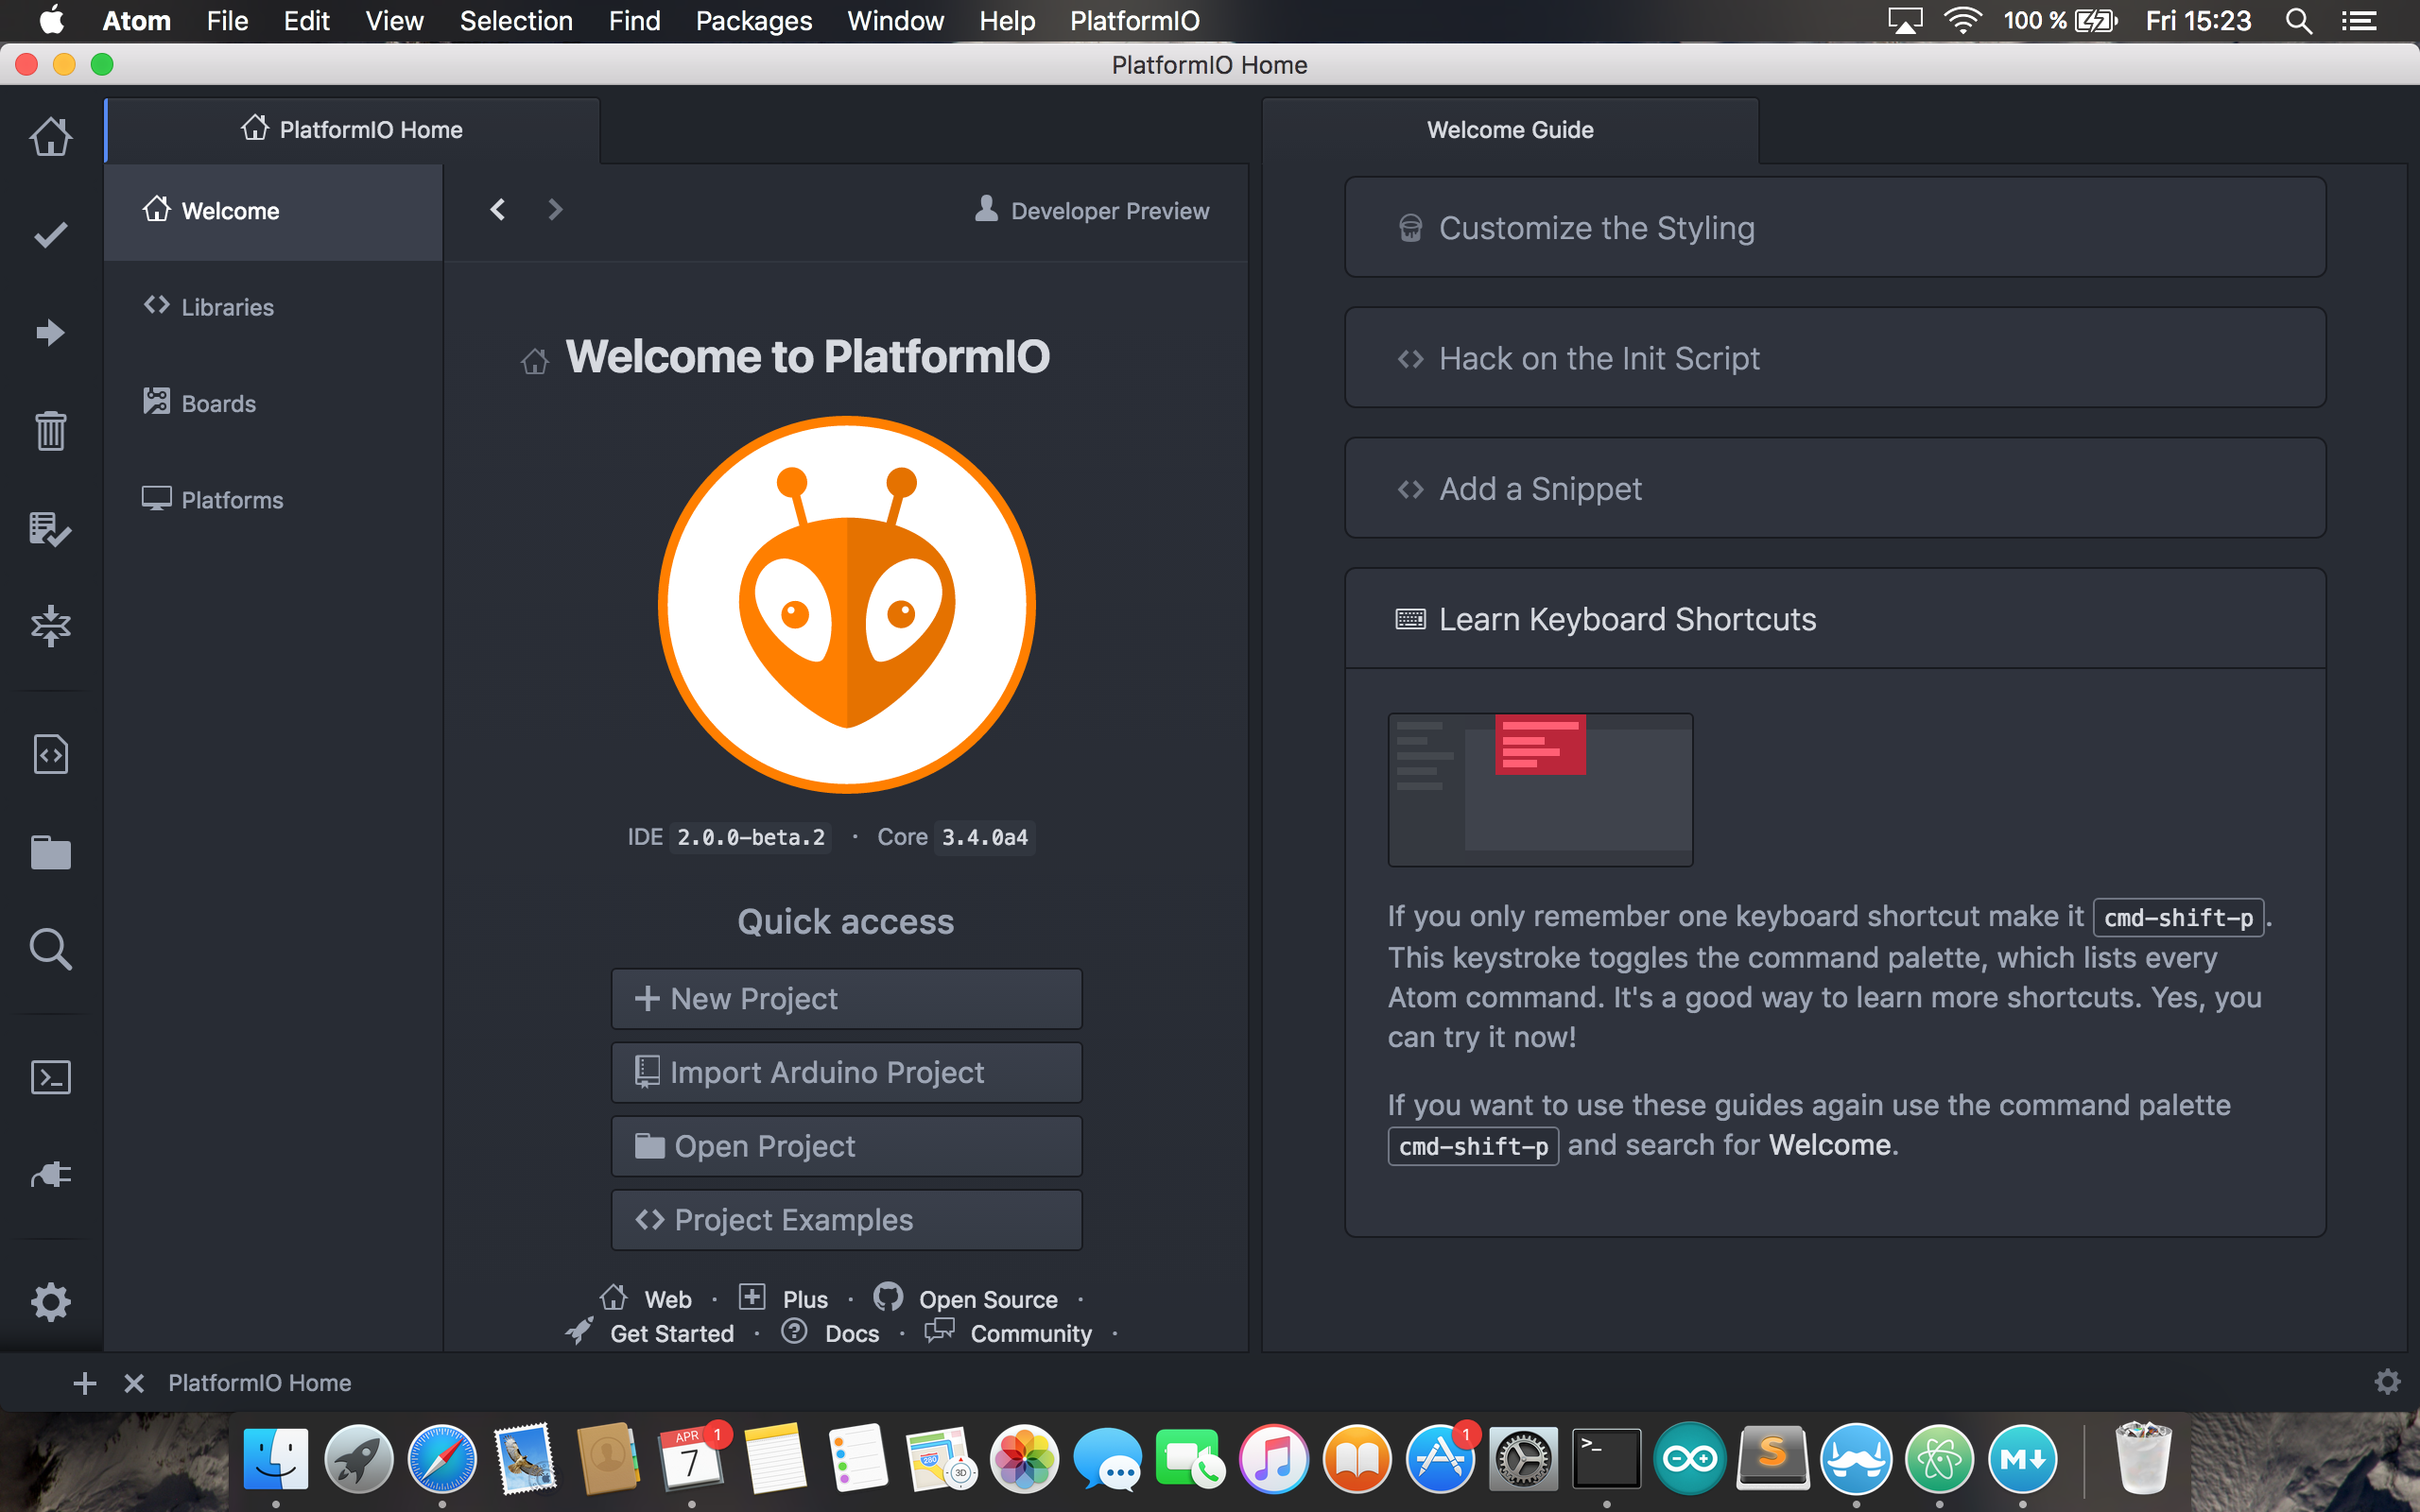 Atom File Edit View Selection Find Packages Window Help PlatformIO 100 % Fri 15:23
PlatformIO Home
PlatformIO Home
Welcome
Libraries
Boards
Platforms
Developer Preview
Welcome to PlatformIO
IDE 2.0.0-beta.2 · Core 3.4.0a4
Quick access
New Project
Import Arduino Project
Open Project
Project Examples
Web · Plus · Open Source ·
Get Started · Docs · Community ·
Welcome Guide
Customize the Styling
Hack on the Init Script
Add a Snippet
Learn Keyboard Shortcuts
If you only remember one keyboard shortcut make it cmd-shift-p.
This keystroke toggles the command palette, which lists every
Atom command. It's a good way to learn more shortcuts. Yes, you
can try it now!
If you want to use these guides again use the command palette
cmd-shift-p and search for Welcome.
PlatformIO Home
APR
7
1
280
3D
1
>_
S
M